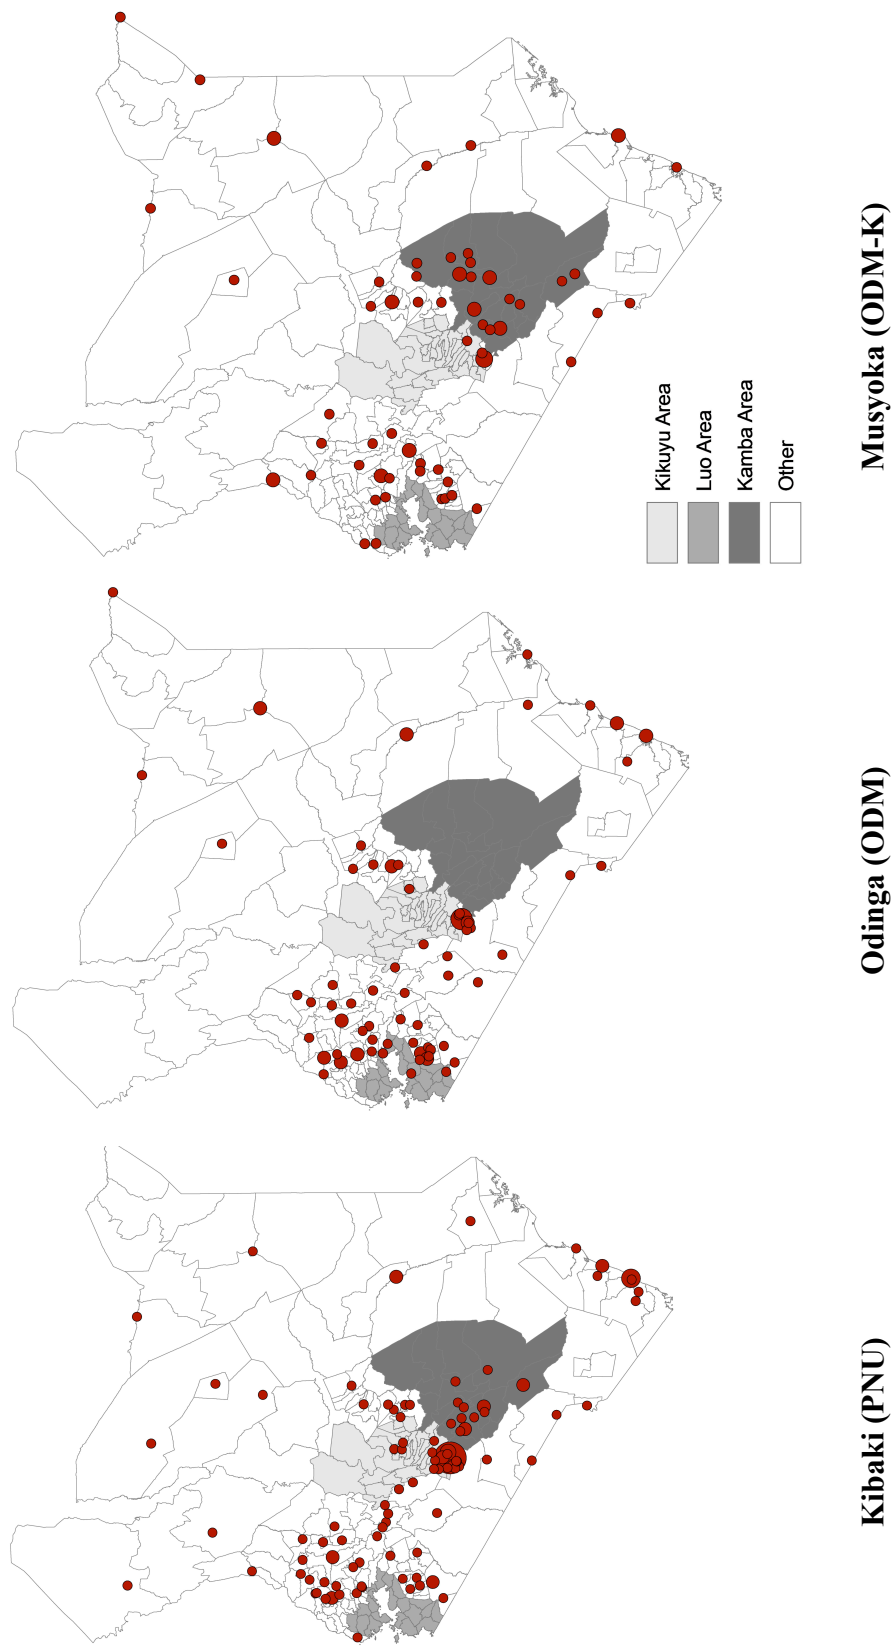 Kibaki (PNU)
Odinga (ODM)
Musyoka (ODM-K)
Kikuyu Area
Luo Area
Kamba Area
Other